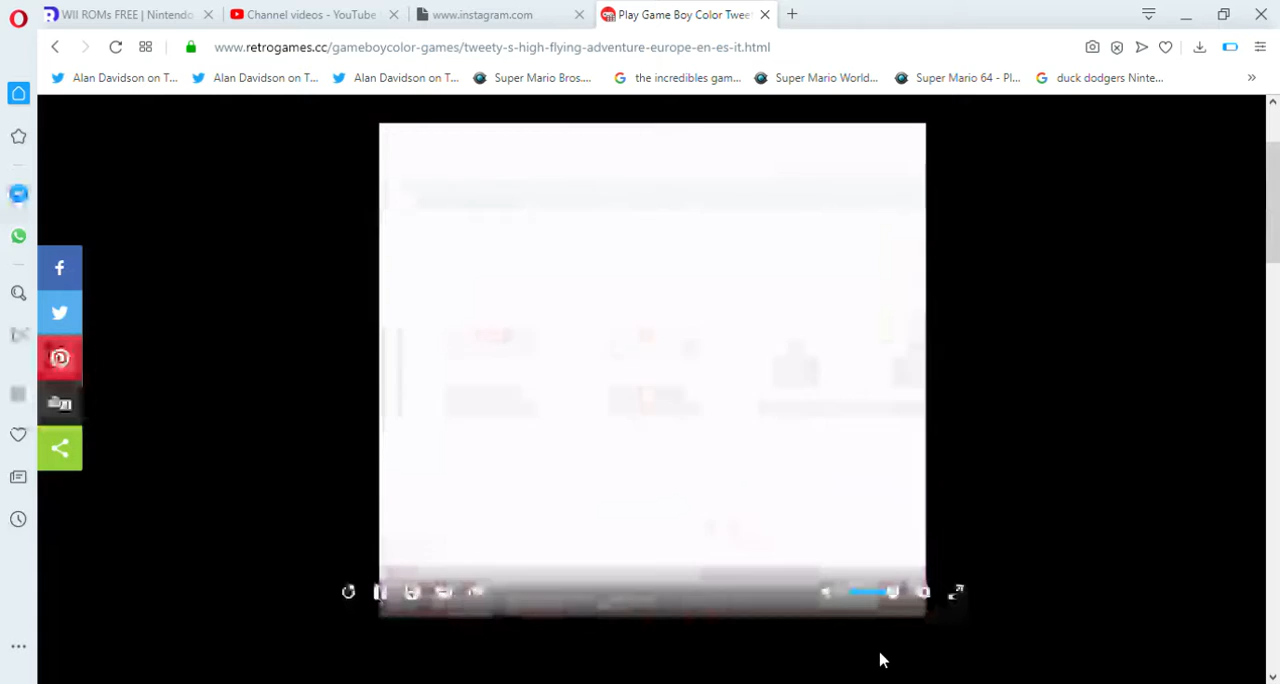 WII ROMs FREE | Nintendo
Channel videos - YouTube
www.instagram.com
Play Game Boy Color Twee
www.retrogames.cc/gameboycolor-games/tweety-s-high-flying-adventure-europe-en-es-it.html
Alan Davidson on T...
Alan Davidson on T...
Alan Davidson on T...
Super Mario Bros....
the incredibles gam...
Super Mario World...
Super Mario 64 - Pl...
duck dodgers Ninte...